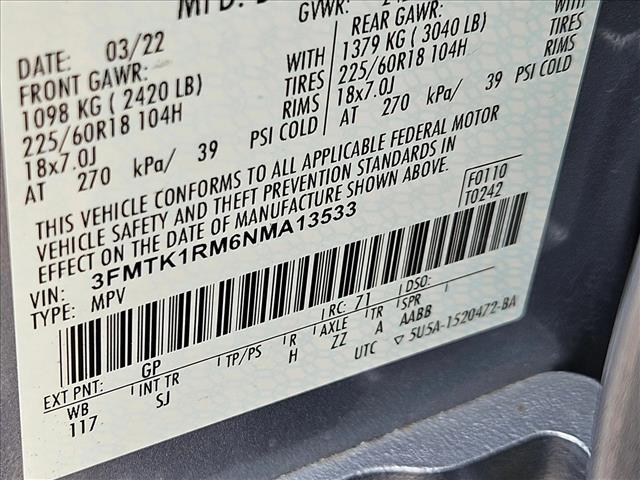 MFD. B
GVWR:
DATE: 03/22
FRONT GAWR:
1098 KG ( 2420 LB)
225/60R18 104H
18x7.0J
AT 270 kPa/ 39
WITH
TIRES
RIMS
PSI COLD
REAR GAWR:
1379 KG ( 3040 LB)
225/60R18 104H
18x7.0J
AT 270 kPa/ 39
WITH
TIRES
RIMS
PSI COLD
THIS VEHICLE CONFORMS TO ALL APPLICABLE FEDERAL MOTOR
VEHICLE SAFETY AND THEFT PREVENTION STANDARDS IN
EFFECT ON THE DATE OF MANUFACTURE SHOWN ABOVE.
F0110
T0242
VIN: 3FMTK1RM6NMA13533
TYPE: MPV
RC: 71 DSO:
EXT PNT: GP TP/PS R AXLE TR SPR
H ZZ A AABB
WB INT TR
117 SJ
UTC ▽ 5U5A-1520472-BA